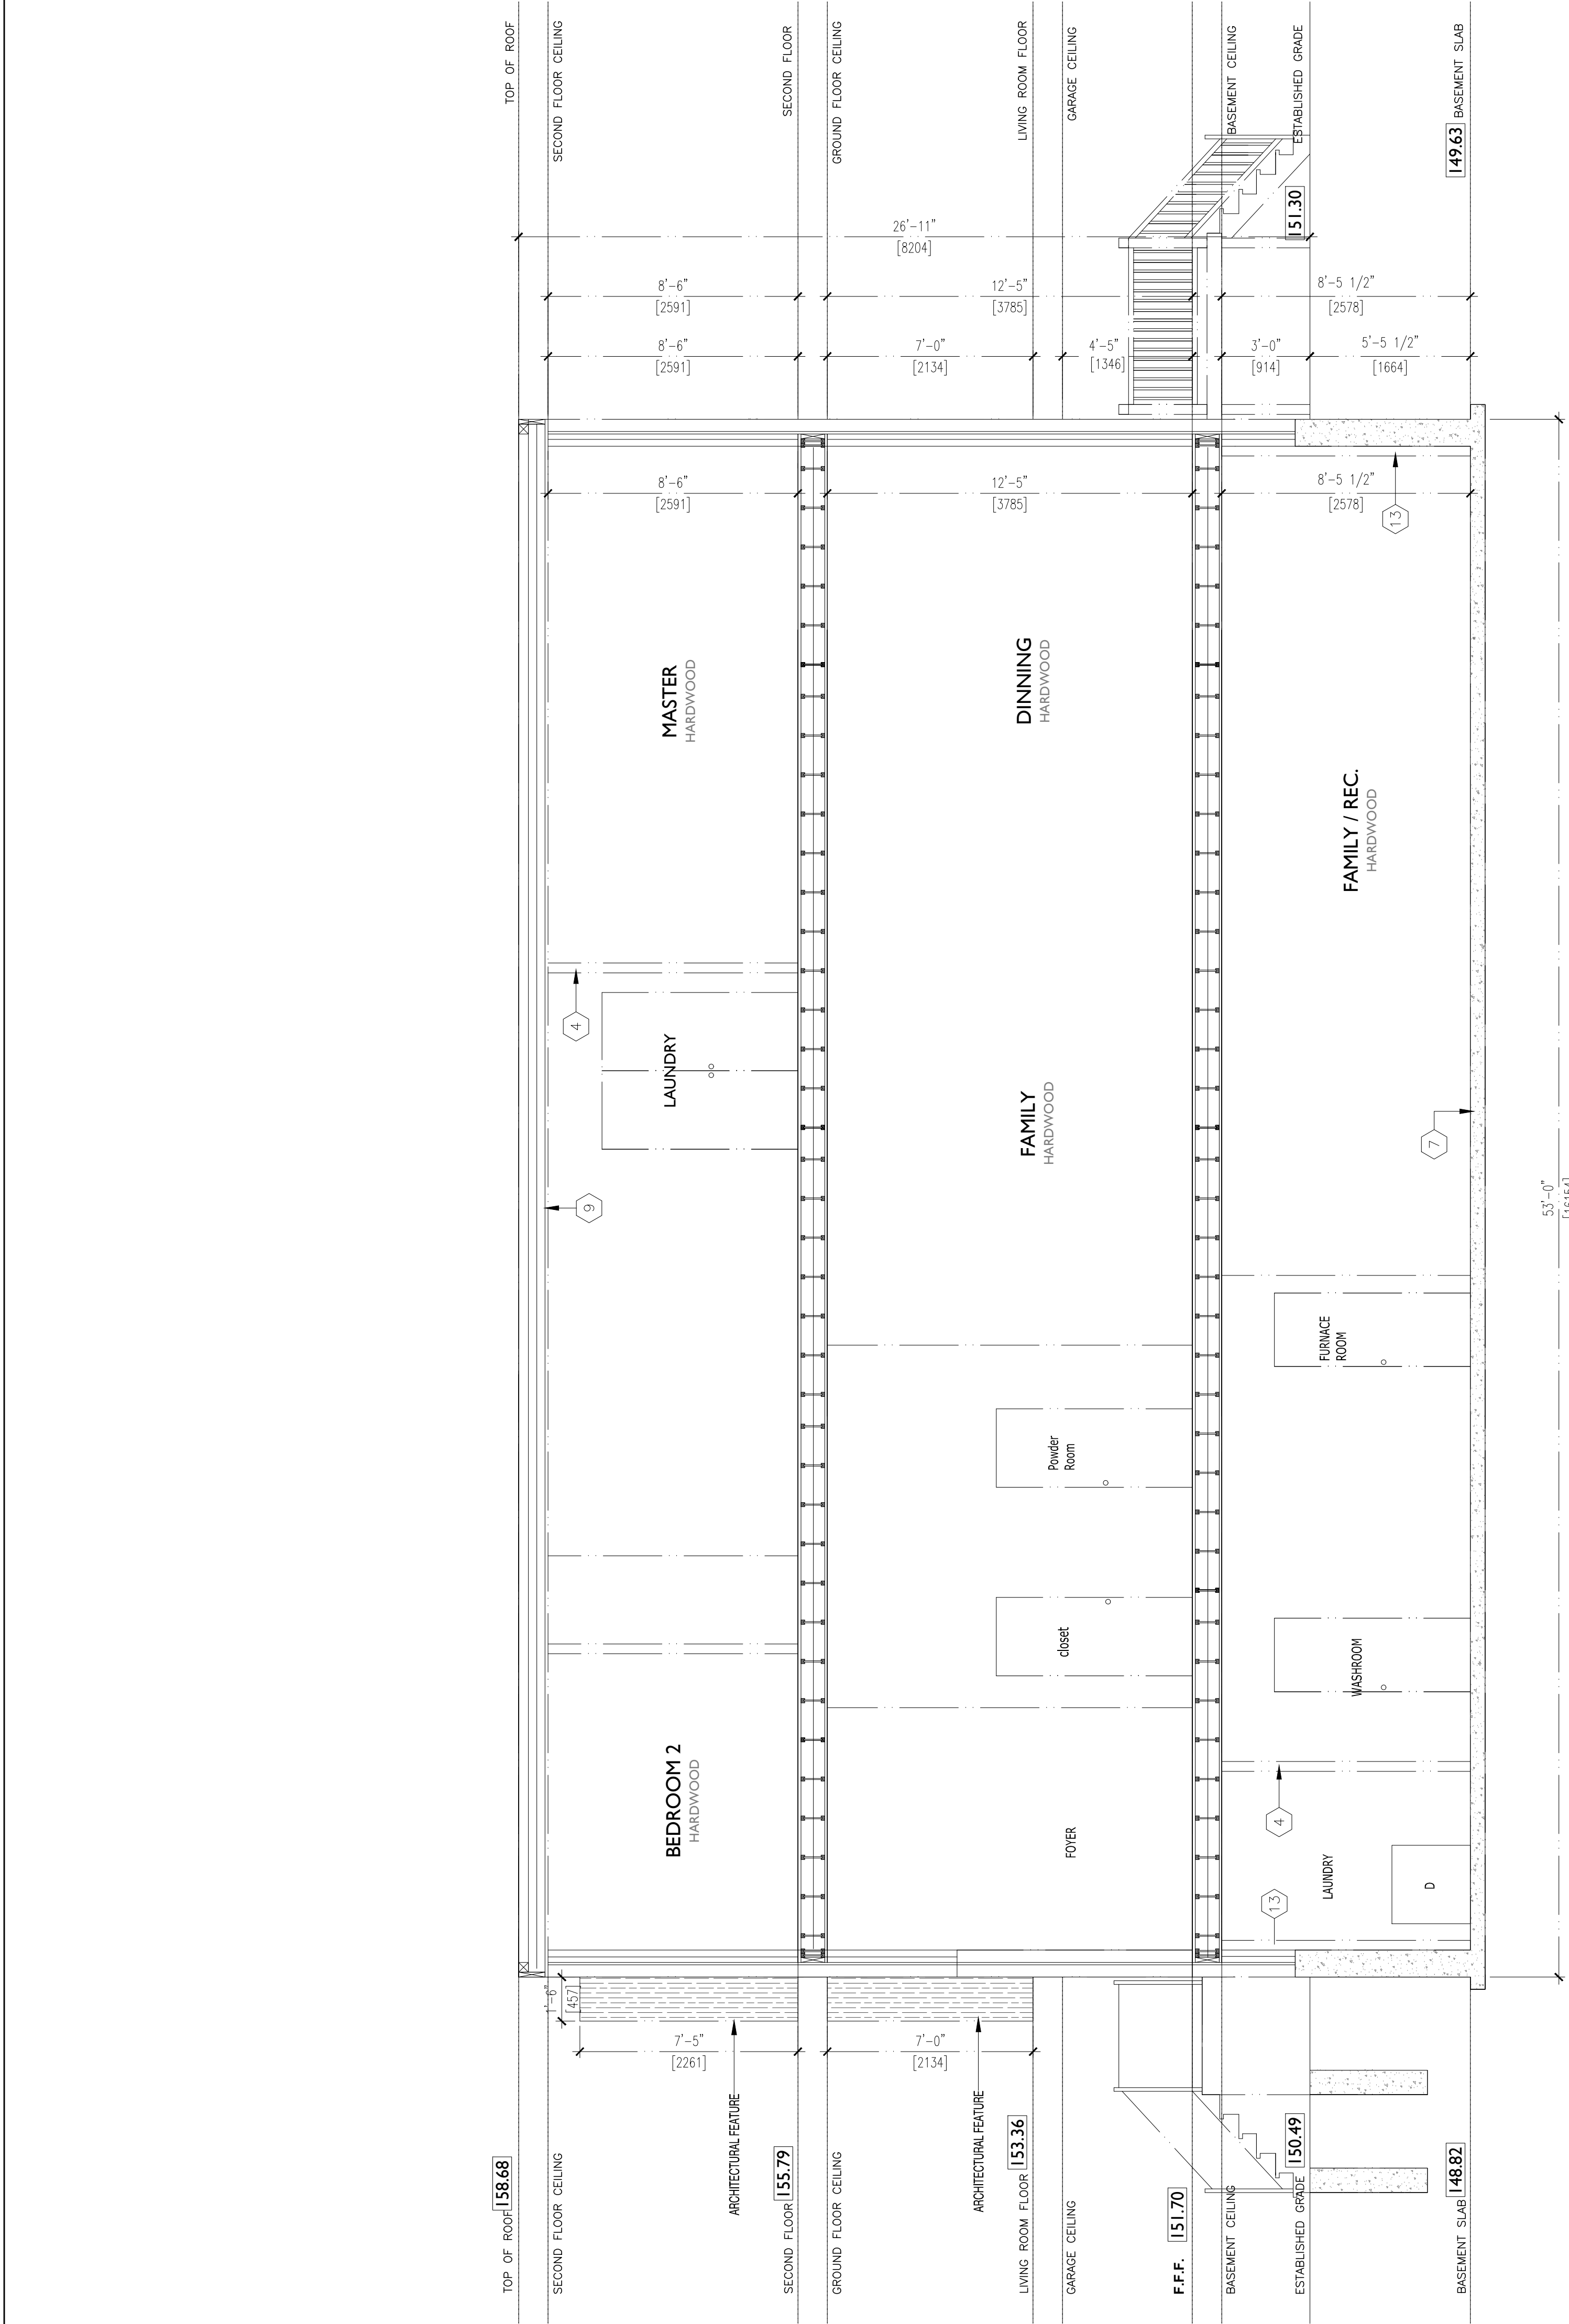 TOP OF ROOF 158.68
SECOND FLOOR CEILING
SECOND FLOOR 155.79
GROUND FLOOR CEILING
LIVING ROOM FLOOR 153.36
GARAGE CEILING
F.F.F. 151.70
BASEMENT CEILING
ESTABLISHED GRADE 150.49
BASEMENT SLAB 148.82
1'-6"
[457]
7'-5"
[2261]
7'-0"
[2134]
ARCHITECTURAL FEATURE
ARCHITECTURAL FEATURE
BEDROOM 2
HARDWOOD
9
LAUNDRY
4
MASTER
HARDWOOD
8'-6"
[2591]
FOYER
closet
Powder
Room
FAMILY
HARDWOOD
DINNING
HARDWOOD
12'-5"
[3785]
13
LAUNDRY
D
4
WASHROOM
FURNACE
ROOM
7
FAMILY / REC.
HARDWOOD
13
8'-5 1/2"
[2578]
53'-0"
8'-6"
[2591]
7'-0"
[2134]
4'-5"
[1346]
3'-0"
[914]
5'-5 1/2"
[1664]
8'-6"
[2591]
12'-5"
[3785]
8'-5 1/2"
[2578]
26'-11"
[8204]
TOP OF ROOF
SECOND FLOOR CEILING
SECOND FLOOR
GROUND FLOOR CEILING
LIVING ROOM FLOOR
GARAGE CEILING
BASEMENT CEILING
ESTABLISHED GRADE
151.30
149.63 BASEMENT SLAB